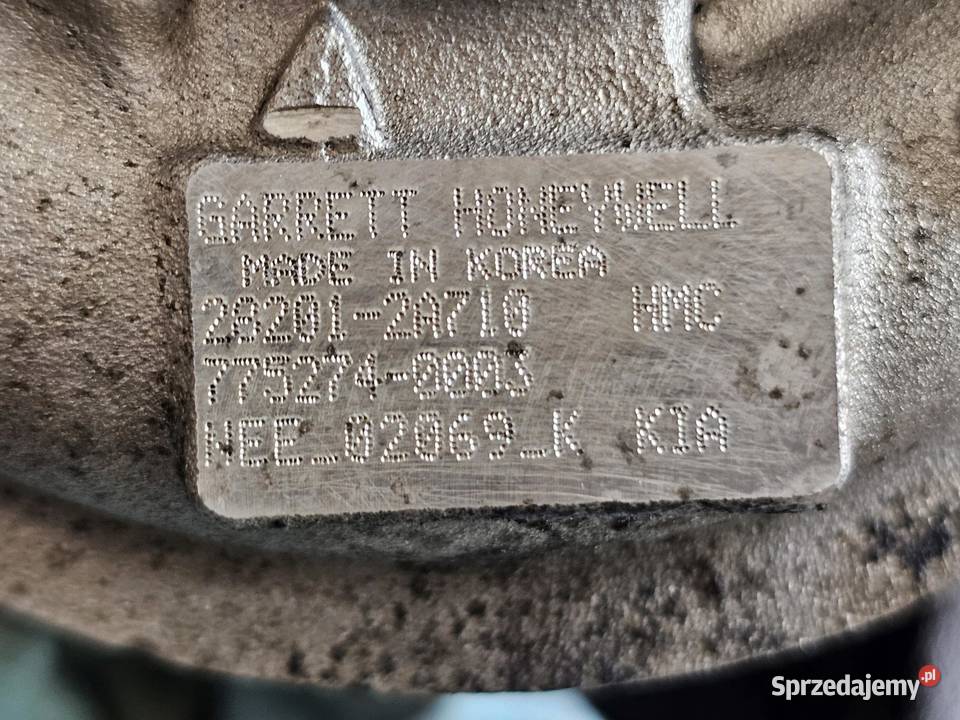 GARRETT HONEYWELL
MADE IN KOREA
28201-2A710 HMC
775274-0003
NEE_02069_K KIA
Sprzedajemy.pl